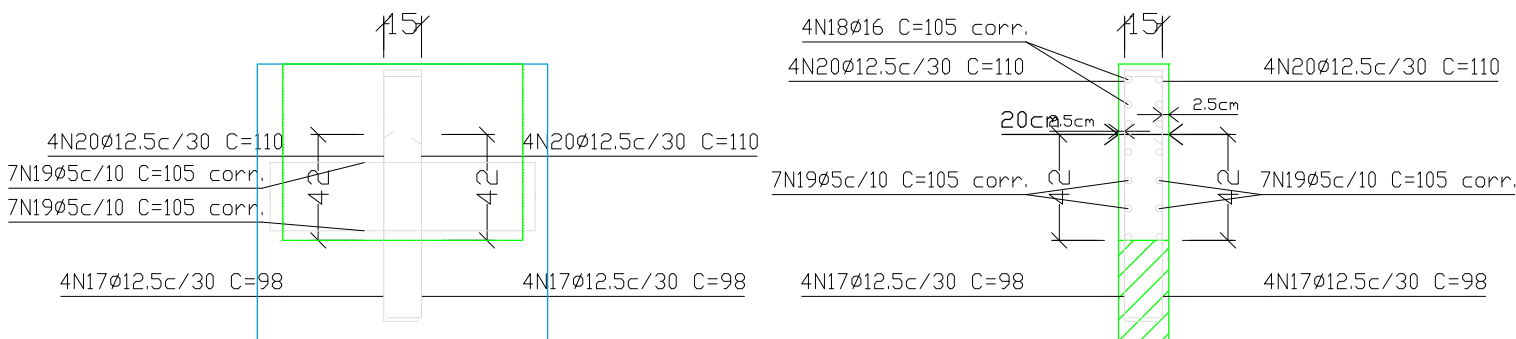 15
4N20ø12.5c/30 C=110
4N20ø12.5c/30 C=110
7N19ø5c/10 C=105 corr.
7N19ø5c/10 C=105 corr.
42
42
4N17ø12.5c/30 C=98
4N17ø12.5c/30 C=98
15
4N18ø16 C=105 corr.
4N20ø12.5c/30 C=110
4N20ø12.5c/30 C=110
2.5cm
20cm
2.5cm
7N19ø5c/10 C=105 corr.
7N19ø5c/10 C=105 corr.
42
42
4N17ø12.5c/30 C=98
4N17ø12.5c/30 C=98